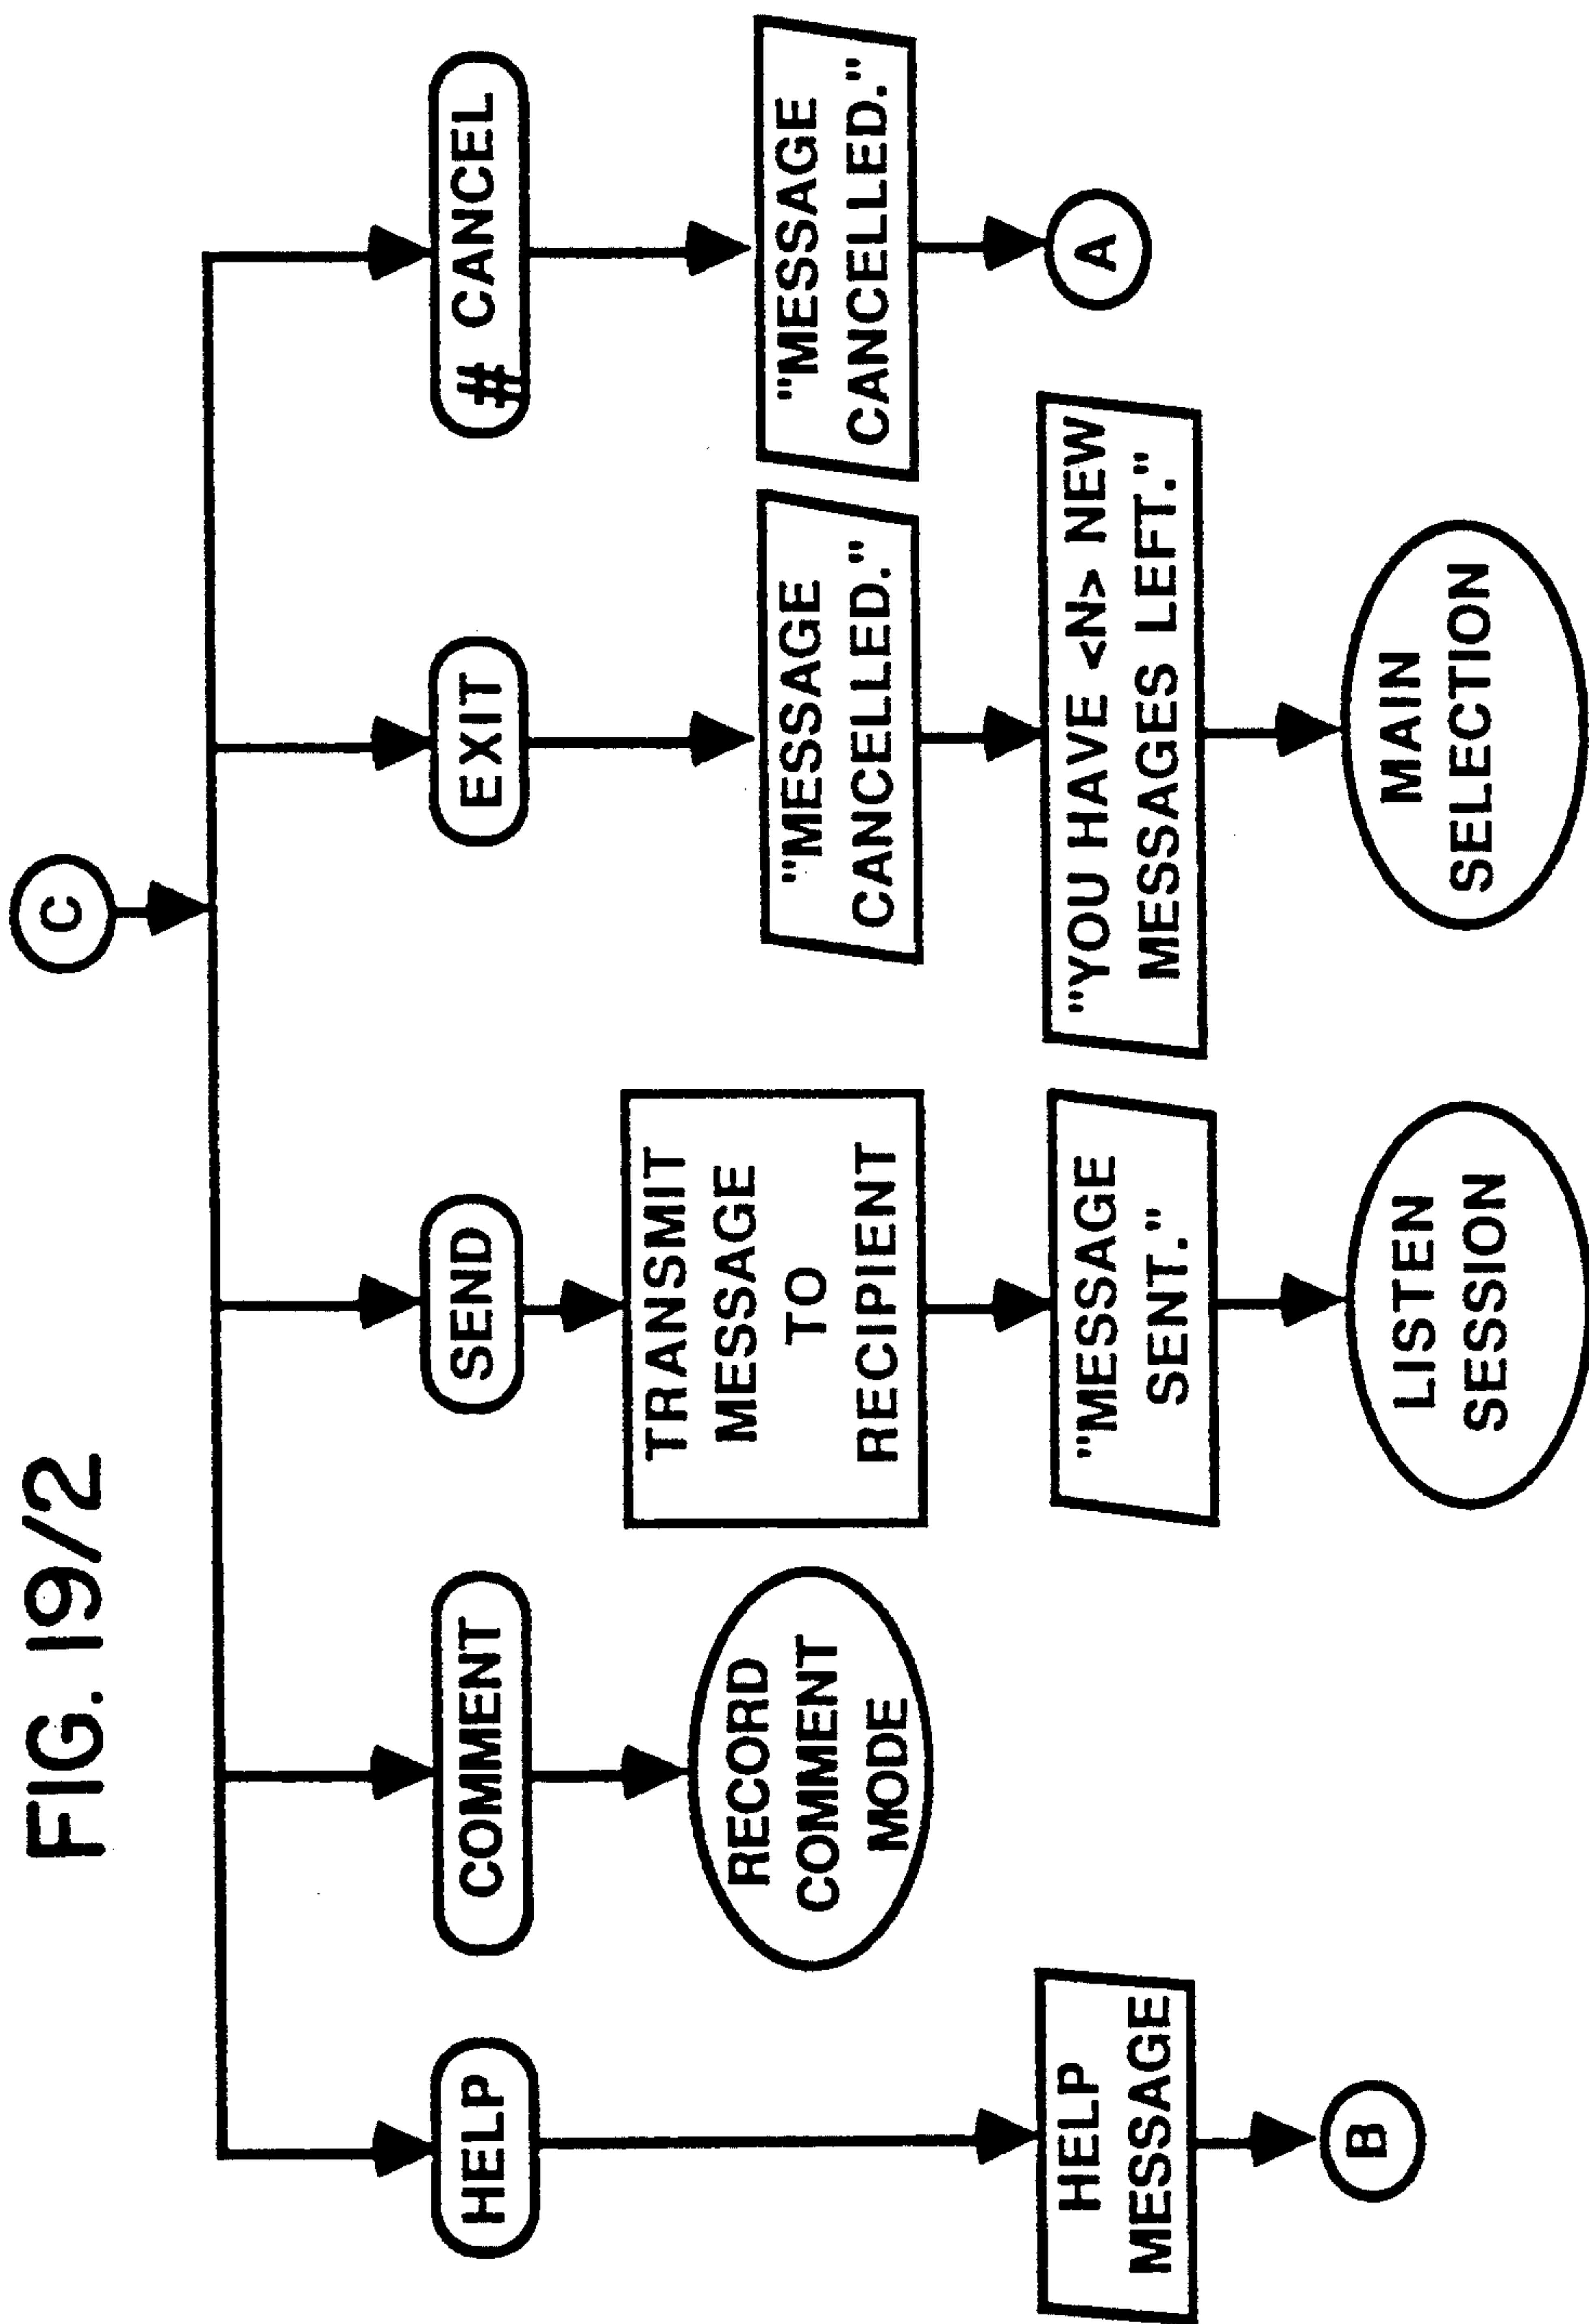 FIG. 19/2
C
HELP
HELP
MESSAGE
B
COMMENT
RECORD
COMMENT
MODE
SEND
TRANSMIT
MESSAGE
TO
RECIPIENT
"MESSAGE
SENT."
LISTEN
SESSION
EXIT
"MESSAGE
CANCELLED."
"YOU HAVE <N> NEW
MESSAGES LEFT."
MAIN
SELECTION
# CANCEL
"MESSAGE
CANCELLED."
A